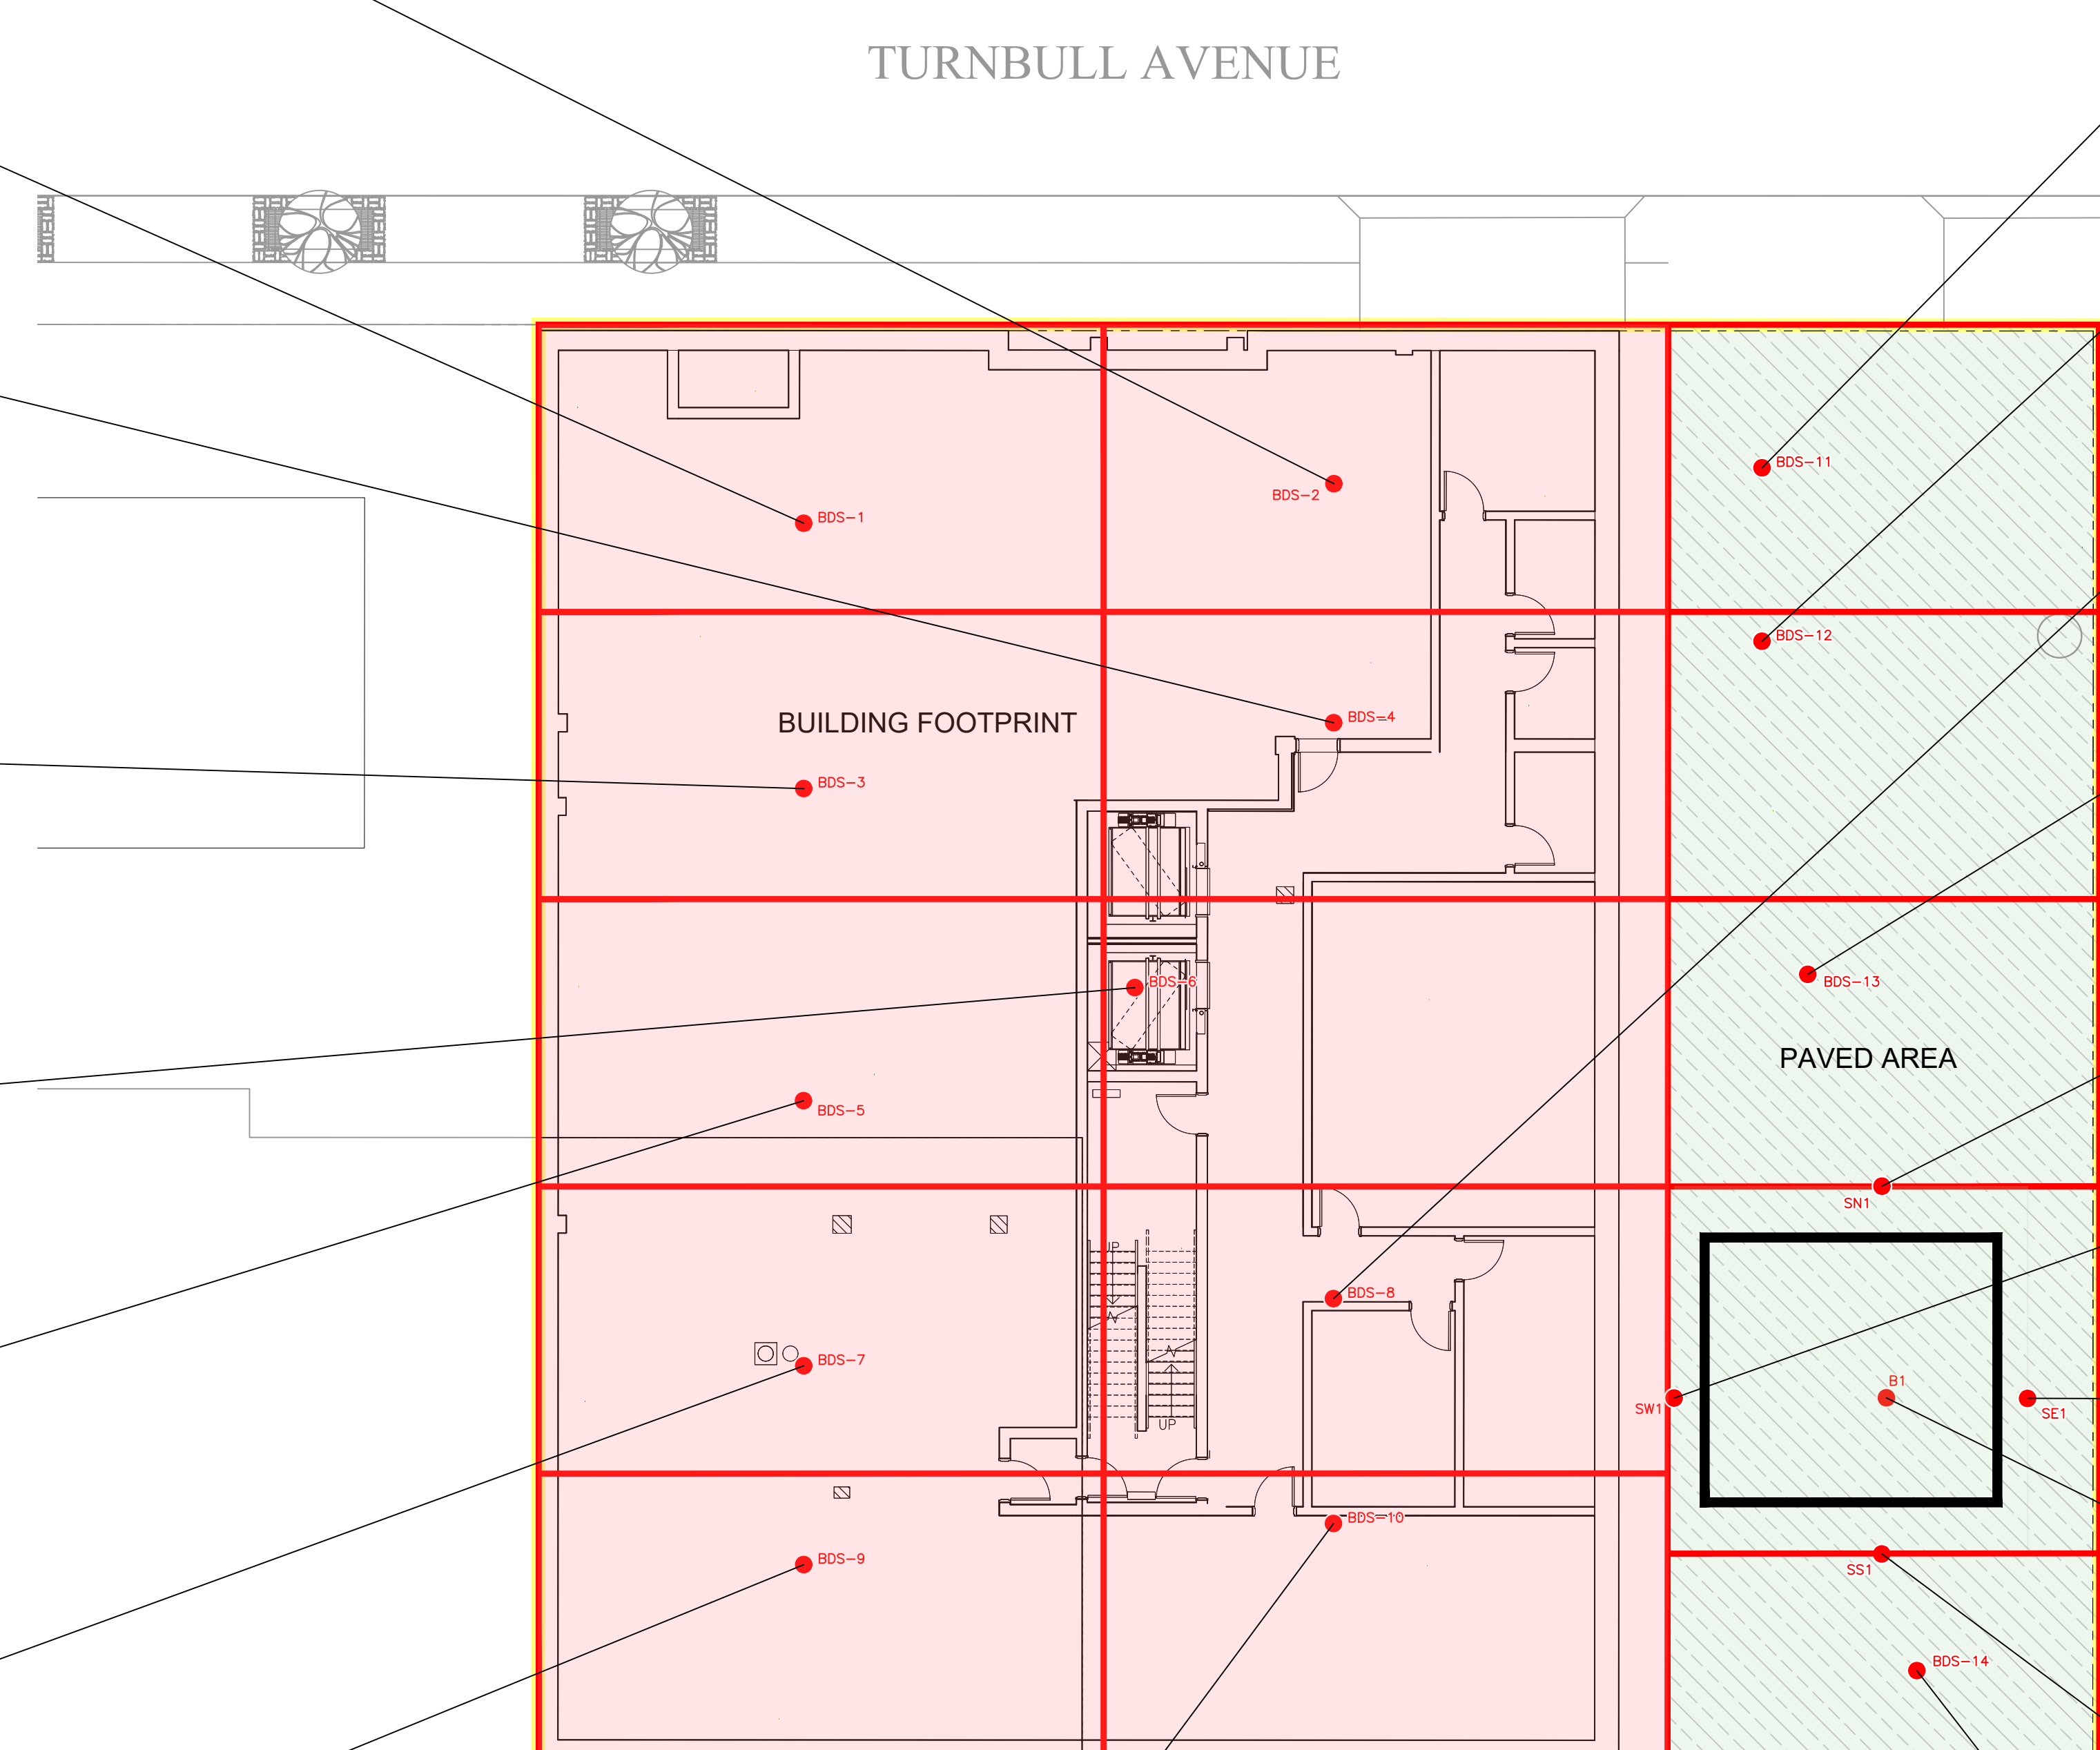 TURNBULL AVENUE
BDS-11
BDS-2
BDS-1
BDS-12
BDS-4
BUILDING FOOTPRINT
BDS-3
BDS-6
BDS-13
PAVED AREA
BDS-5
SN1
UP
BDS-8
BDS-7
B1
SW1
SE1
UP
BDS-10
BDS-9
SS1
BDS-14